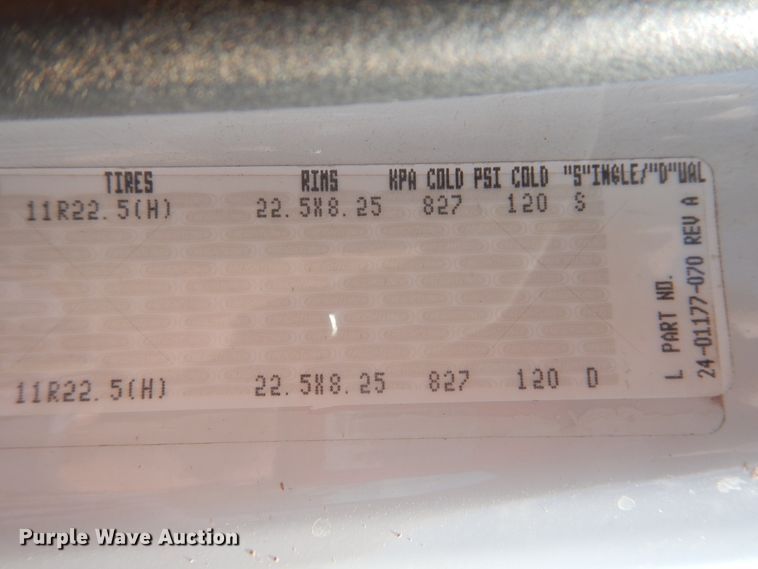 TIRES RIMS KPA COLD PSI COLD "S"INGLE/"D"UAL
11R22.5(H) 22.5X8.25 827 120 S
11R22.5(H) 22.5X8.25 827 120 D
L PART NO.
24-01177-070 REV A
Purple Wave Auction